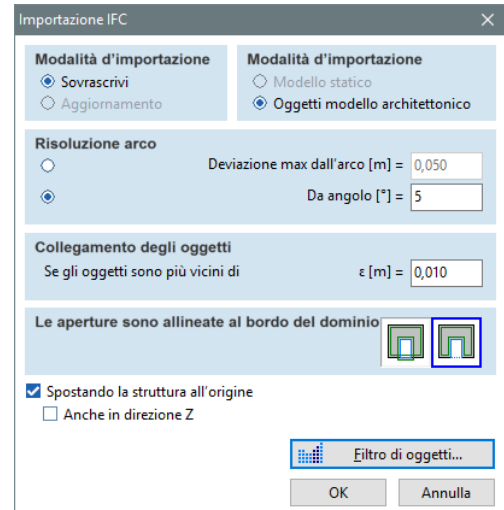 Importazione IFC
Modalità d'importazione
Sovrascrivi
Aggiornamento
Modalità d'importazione
Modello statico
Oggetti modello architettonico
Risoluzione arco
Deviazione max dall'arco [m] = 0,050
Da angolo [°] = 5
Collegamento degli oggetti
Se gli oggetti sono più vicini di ε [m] = 0,010
Le aperture sono allineate al bordo del dominio
Spostando la struttura all'origine
Anche in direzione Z
Filtro di oggetti...
OK Annulla